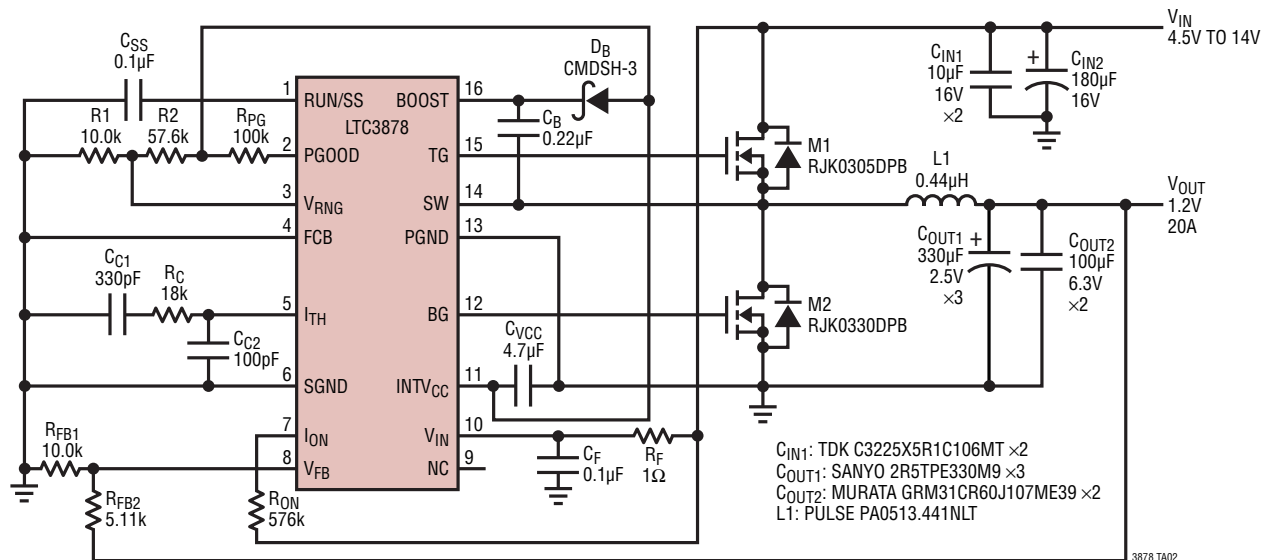 VIN
4.5V TO 14V
CSS
0.1µF
DB
CMDSH-3
CIN1
10µF
16V
×2
+
CIN2
180µF
16V
1
RUN/SS
BOOST
16
LTC3878
R1
10.0k
R2
57.6k
RPG
100k
CB
0.22µF
2
PGOOD
TG
15
M1
RJK0305DPB
L1
0.44µH
3
VRNG
SW
14
VOUT
1.2V
20A
4
FCB
PGND
13
COUT1
330µF
2.5V
×3
+
COUT2
100µF
6.3V
×2
CC1
330pF
RC
18k
5
ITH
BG
12
M2
RJK0330DPB
CC2
100pF
CVCC
4.7µF
6
SGND
INTVCC
11
7
ION
VIN
10
RFB1
10.0k
8
VFB
NC
9
CF
0.1µF
RF
1Ω
RFB2
5.11k
RON
576k
CIN1: TDK C3225X5R1C106MT ×2
COUT1: SANYO 2R5TPE330M9 ×3
COUT2: MURATA GRM31CR60J107ME39 ×2
L1: PULSE PA0513.441NLT
3878 TA02